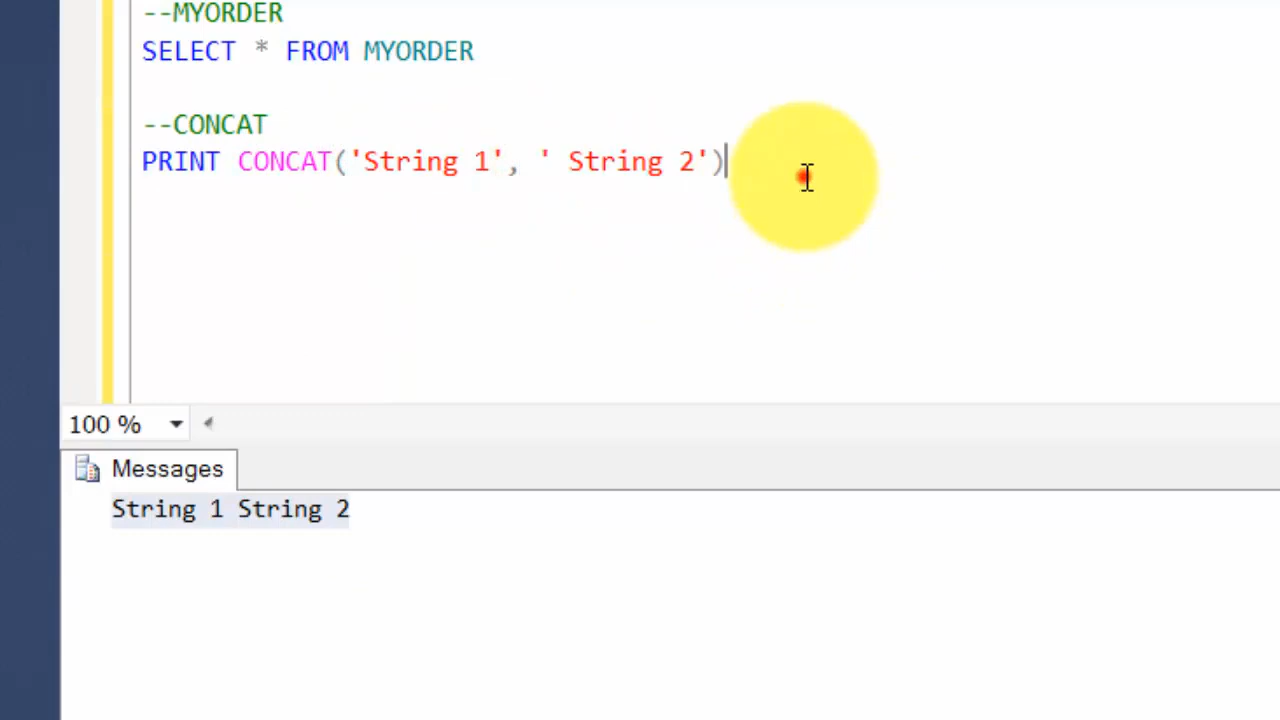 --MYORDER
SELECT * FROM MYORDER
--CONCAT
PRINT CONCAT('String 1', ' String 2')
100 %
Messages
String 1 String 2